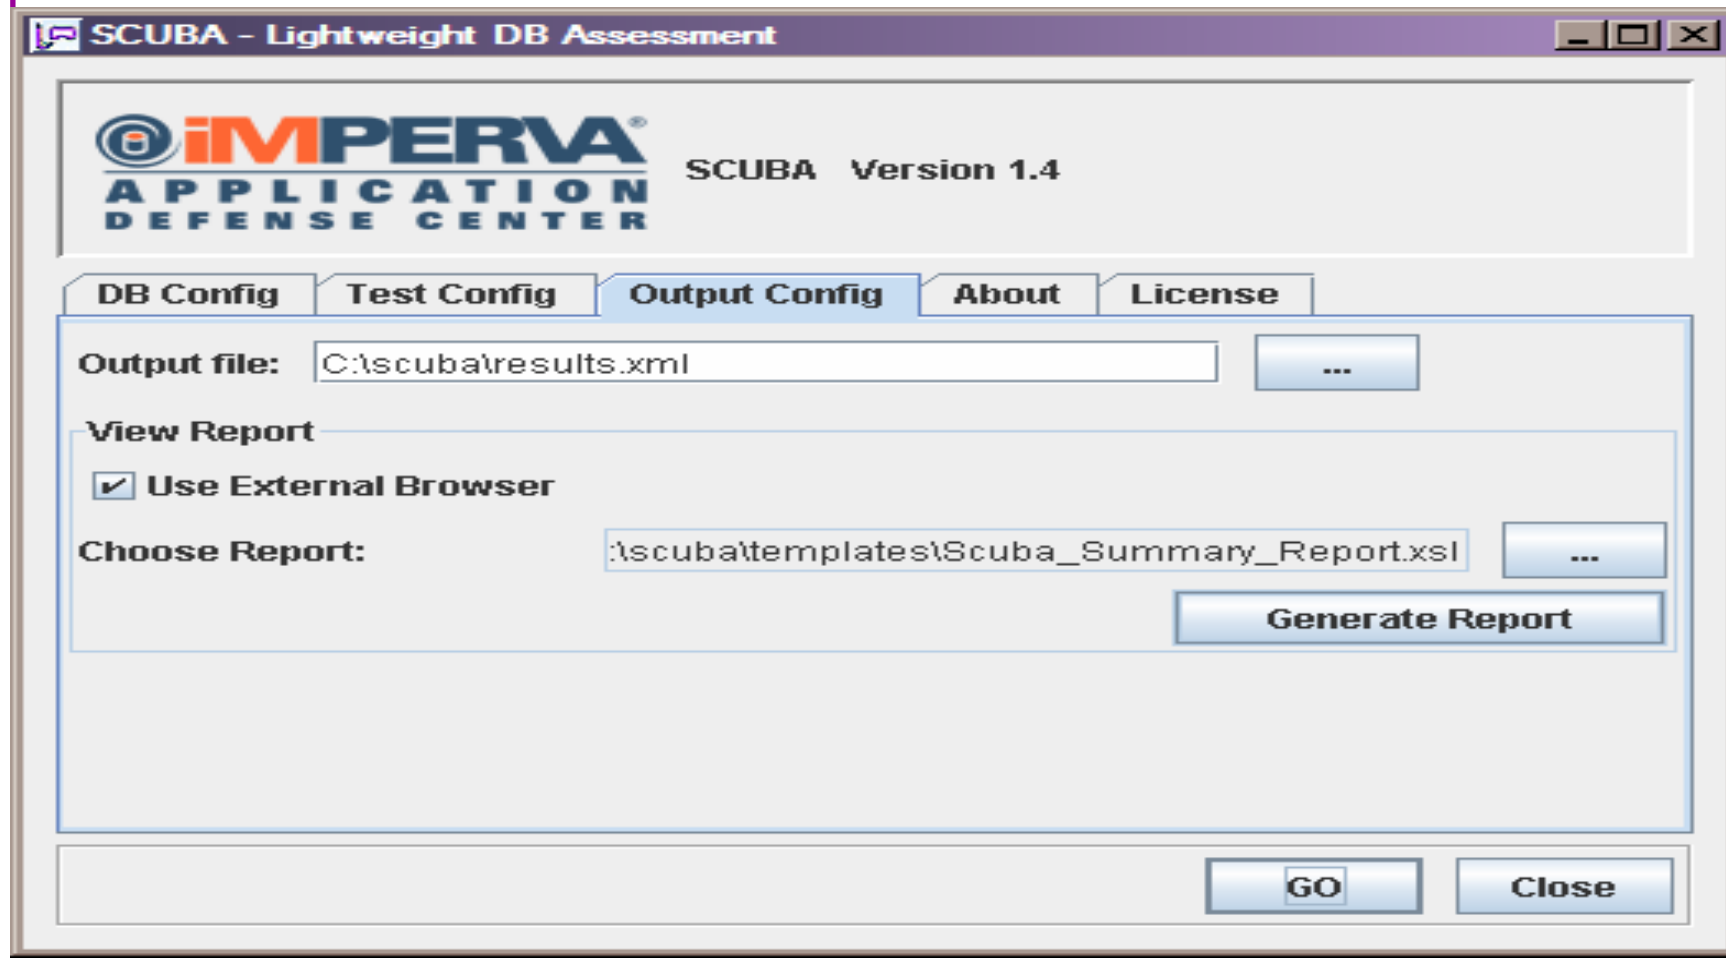 SCUBA - Lightweight DB Assessment
iMPERVA®
APPLICATION
DEFENSE CENTER
SCUBA Version 1.4
DB Config Test Config Output Config About License
Output file: C:\scuba\results.xml ...
View Report
Use External Browser
Choose Report: :\scuba\templates\Scuba_Summary_Report.xsl ...
Generate Report
GO Close